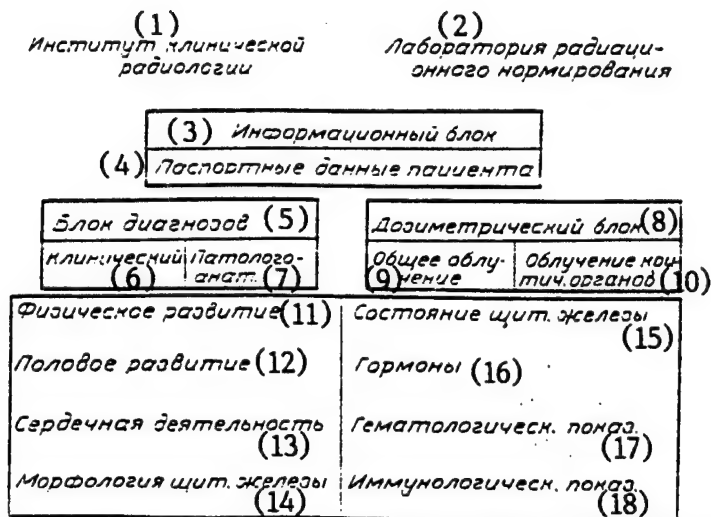 (1) (2)
Институт клинической Лаборатория радиаци-
радиологии онного нормирования
(3) Информационный блок
(4) Паспортные данные пациента
Блок диагнозов (5) Дозиметрический блок (8)
Клинический Патолого- Общее облу- Облучение кри-
(6) анат. (7) (9) чение тич. органов (10)
Физическое развитие (11) Состояние щит. железы
(15)
Половое развитие (12) Гормоны (16)
Сердечная деятельность Гематологическ. показ.
(13) (17)
Морфология щит. железы Иммунологическ. показ.
(14) (18)